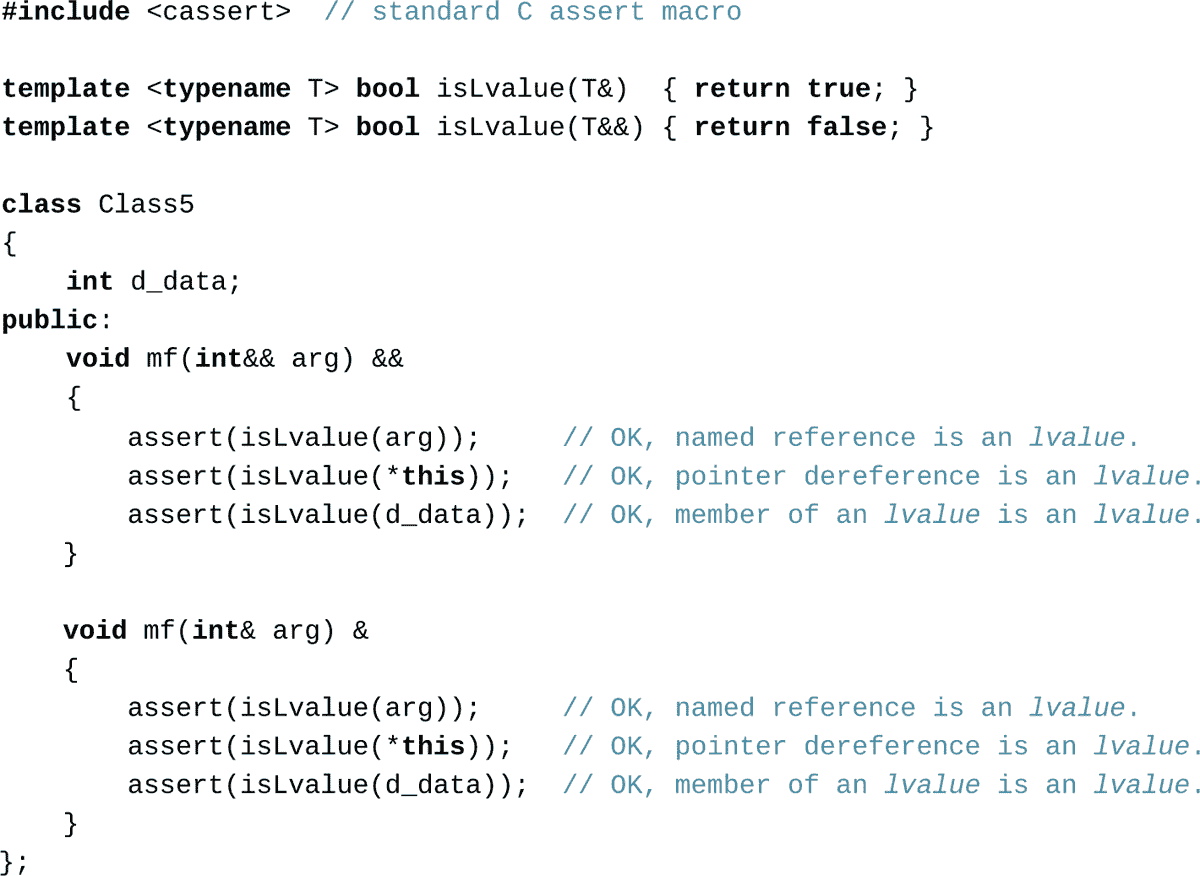 #include <cassert>  // standard C assert macro

template <typename T> bool isLvalue(T&)  { return true; }
template <typename T> bool isLvalue(T&&) { return false; }

class Class5
{
    int d_data;
public:
    void mf(int&& arg) &&
    {
        assert(isLvalue(arg));     // OK, named reference is an lvalue.
        assert(isLvalue(*this));   // OK, pointer dereference is an lvalue.
        assert(isLvalue(d_data));  // OK, member of an lvalue is an lvalue.
    }

    void mf(int& arg) &
    {
        assert(isLvalue(arg));     // OK, named reference is an lvalue.
        assert(isLvalue(*this));   // OK, pointer dereference is an lvalue.
        assert(isLvalue(d_data));  // OK, member of an lvalue is an lvalue.
    }
};